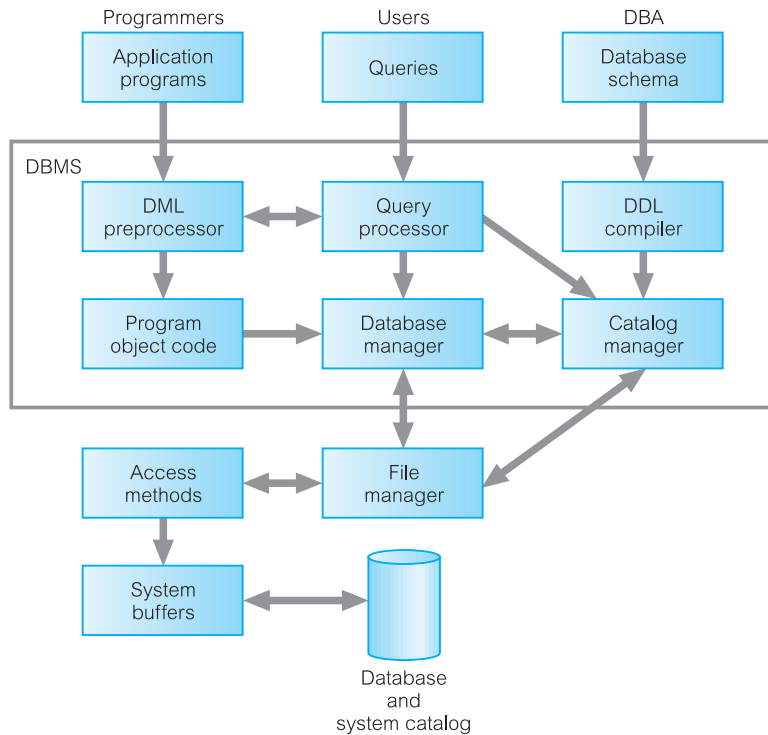 Programmers
Users
DBA
Application
programs
Queries
Database
schema
DBMS
DML
preprocessor
Query
processor
DDL
compiler
Program
object code
Database
manager
Catalog
manager
Access
methods
File
manager
System
buffers
Database
and
system catalog